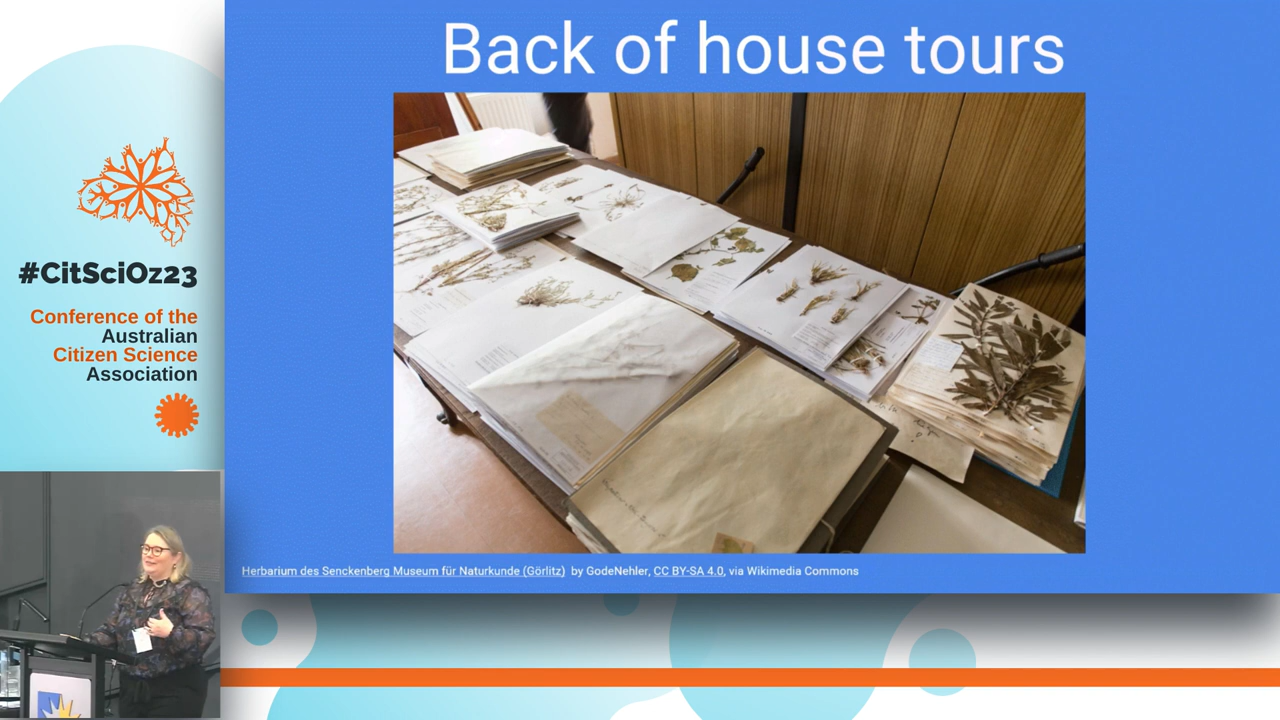 Back of house tours
#CitSciOz23
Conference of the
Australian
Citizen Science
Association
Herbarium des Senckenberg Museum für Naturkunde (Görlitz) by GodeNehler, CC BY-SA 4.0, via Wikimedia Commons